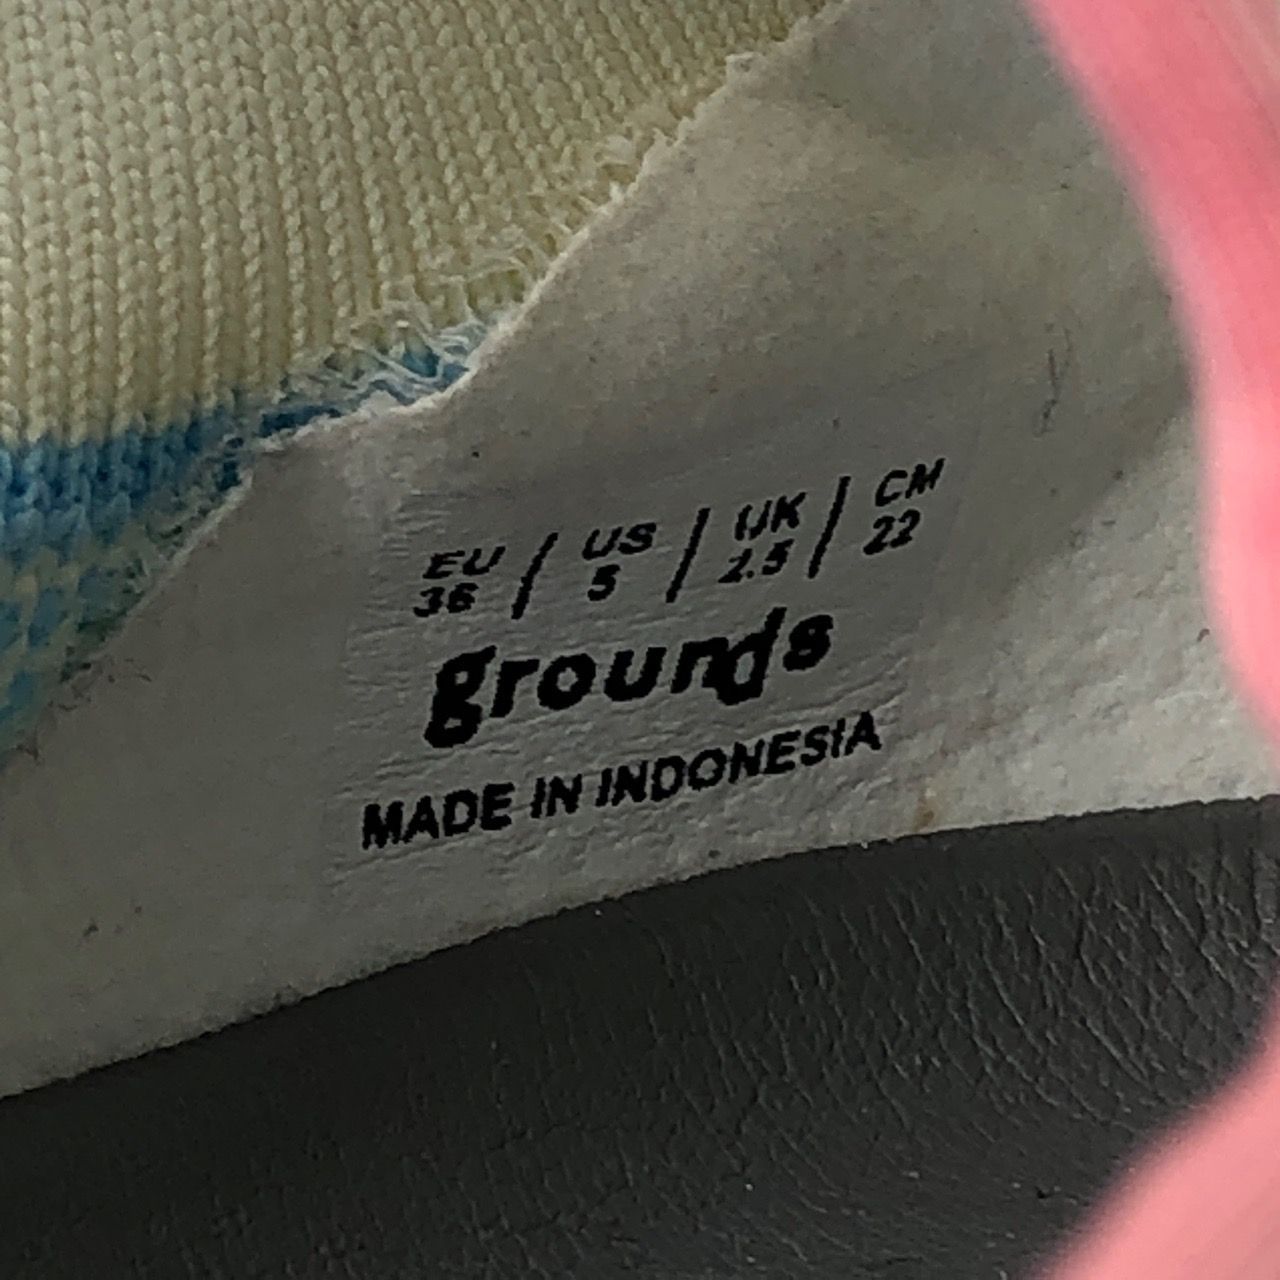 EU / US / UK / CM
36 / 5 / 2.5 / 22
grounds
MADE IN INDONESIA